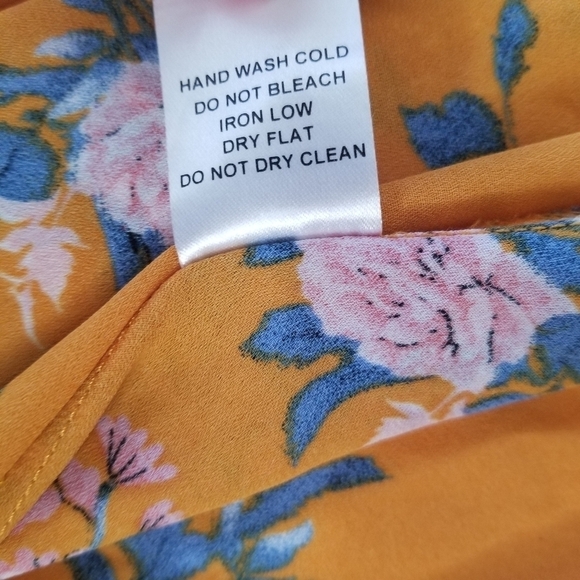 HAND WASH COLD
DO NOT BLEACH
IRON LOW
DRY FLAT
DO NOT DRY CLEAN